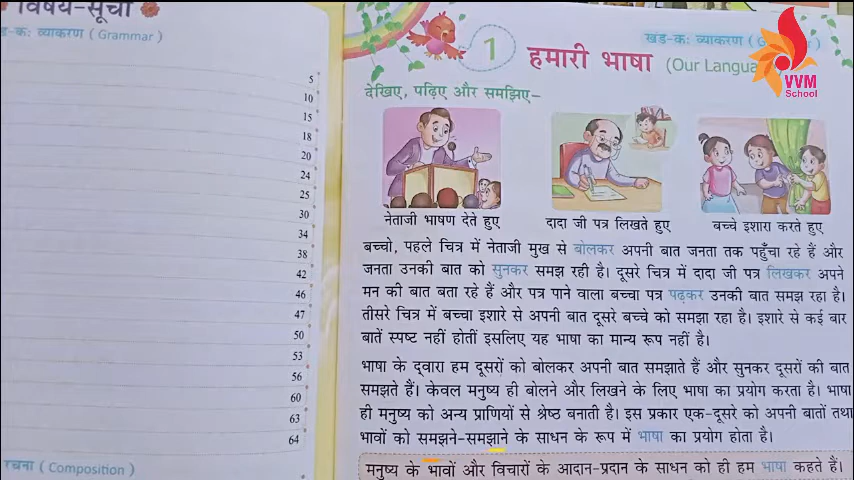 विषय-सूची
ड-क: व्याकरण ( Grammar )
5
10
15
18
20
24
25
30
34
38
42
46
47
50
53
56
60
63
64
रचना ( Composition )
खंड-क: व्याकरण
1
हमारी भाषा (Our Langua
VVM
School
देखिए, पढ़िए और समझिए–
नेताजी भाषण देते हुए
दादा जी पत्र लिखते हुए
बच्चे इशारा करते हुए
बच्चो, पहले चित्र में नेताजी मुख से बोलकर अपनी बात जनता तक पहुँचा रहे हैं और
जनता उनकी बात को सुनकर समझ रही है। दूसरे चित्र में दादा जी पत्र लिखकर अपने
मन की बात बता रहे हैं और पत्र पाने वाला बच्चा पत्र पढ़कर उनकी बात समझ रहा है।
तीसरे चित्र में बच्चा इशारे से अपनी बात दूसरे बच्चे को समझा रहा है। इशारे से कई बार
बातें स्पष्ट नहीं होतीं इसलिए यह भाषा का मान्य रूप नहीं है।
भाषा के द्वारा हम दूसरों को बोलकर अपनी बात समझाते हैं और सुनकर दूसरों की बात
समझते हैं। केवल मनुष्य ही बोलने और लिखने के लिए भाषा का प्रयोग करता है। भाषा
ही मनुष्य को अन्य प्राणियों से श्रेष्ठ बनाती है। इस प्रकार एक-दूसरे को अपनी बातों तथा
भावों को समझने-समझाने के साधन के रूप में भाषा का प्रयोग होता है।
मनुष्य के भावों और विचारों के आदान-प्रदान के साधन को ही हम भाषा कहते हैं।